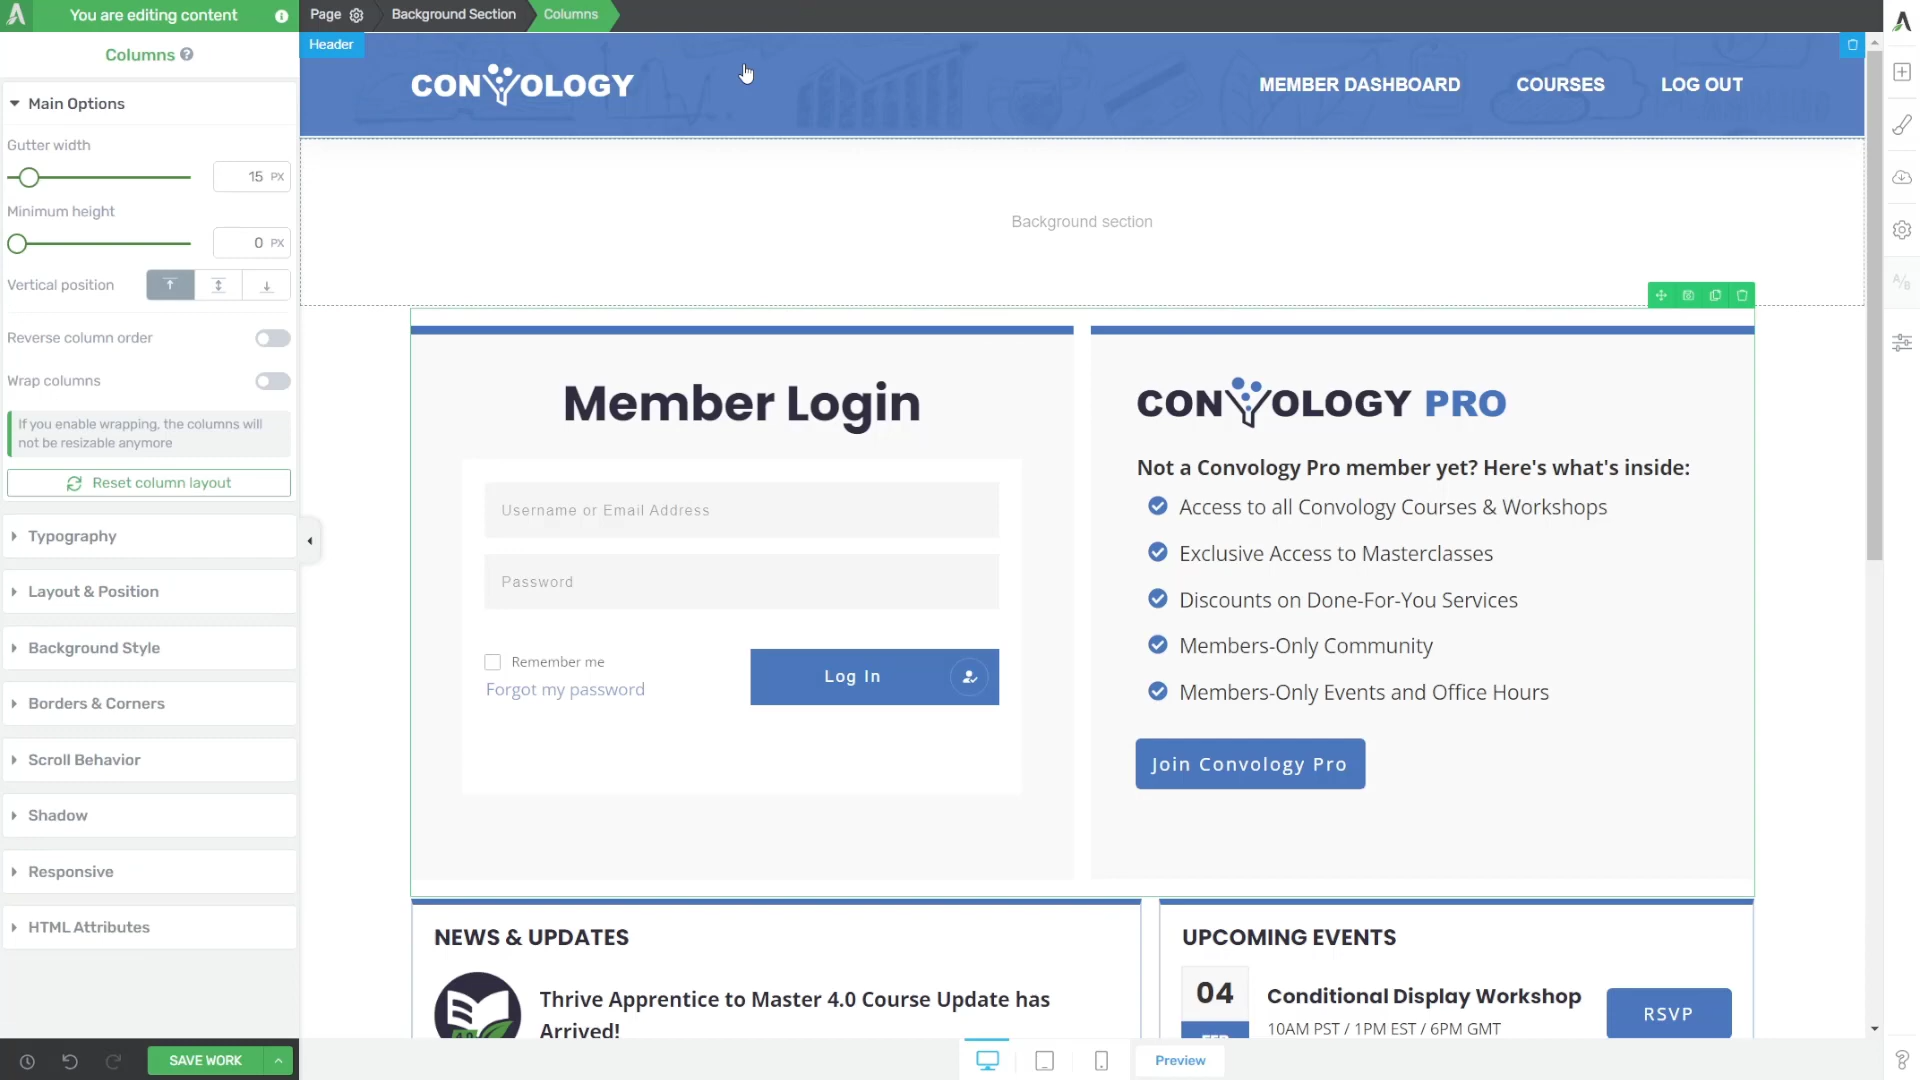 You are editing content
Page
Background Section
Columns
Columns
Header
CONVOLOGY
MEMBER DASHBOARD
COURSES
LOG OUT
Main Options
Gutter width
15 PX
Minimum height
0 PX
Vertical position
Reverse column order
Wrap columns
If you enable wrapping, the columns will
not be resizable anymore
Reset column layout
Typography
Layout & Position
Background Style
Borders & Corners
Scroll Behavior
Shadow
Responsive
HTML Attributes
SAVE WORK
Background section
Member Login
Username or Email Address
Password
Remember me
Forgot my password
Log In
CONVOLOGY PRO
Not a Convology Pro member yet? Here's what's inside:
Access to all Convology Courses & Workshops
Exclusive Access to Masterclasses
Discounts on Done-For-You Services
Members-Only Community
Members-Only Events and Office Hours
Join Convology Pro
NEWS & UPDATES
Thrive Apprentice to Master 4.0 Course Update has
Arrived!
UPCOMING EVENTS
04
Conditional Display Workshop
10AM PST / 1PM EST / 6PM GMT
RSVP
Preview
A/B